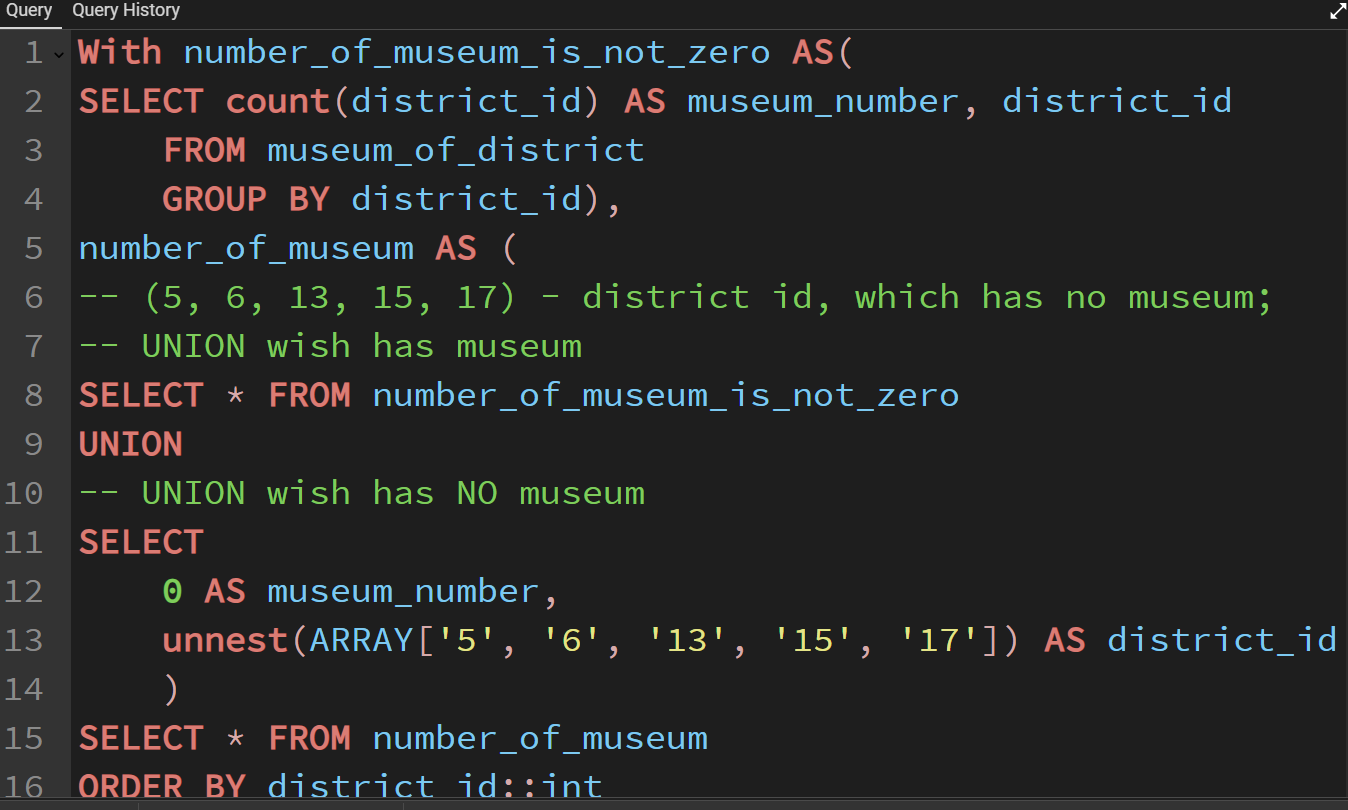 Query Query History
1 With number_of_museum_is_not_zero AS(
2 SELECT count(district_id) AS museum_number, district_id
3 FROM museum_of_district
4 GROUP BY district_id),
5 number_of_museum AS (
6 -- (5, 6, 13, 15, 17) - district id, which has no museum;
7 -- UNION wish has museum
8 SELECT * FROM number_of_museum_is_not_zero
9 UNION
10 -- UNION wish has NO museum
11 SELECT
12 0 AS museum_number,
13 unnest(ARRAY['5', '6', '13', '15', '17']) AS district_id
14 )
15 SELECT * FROM number_of_museum
16 ORDER BY district_id::int